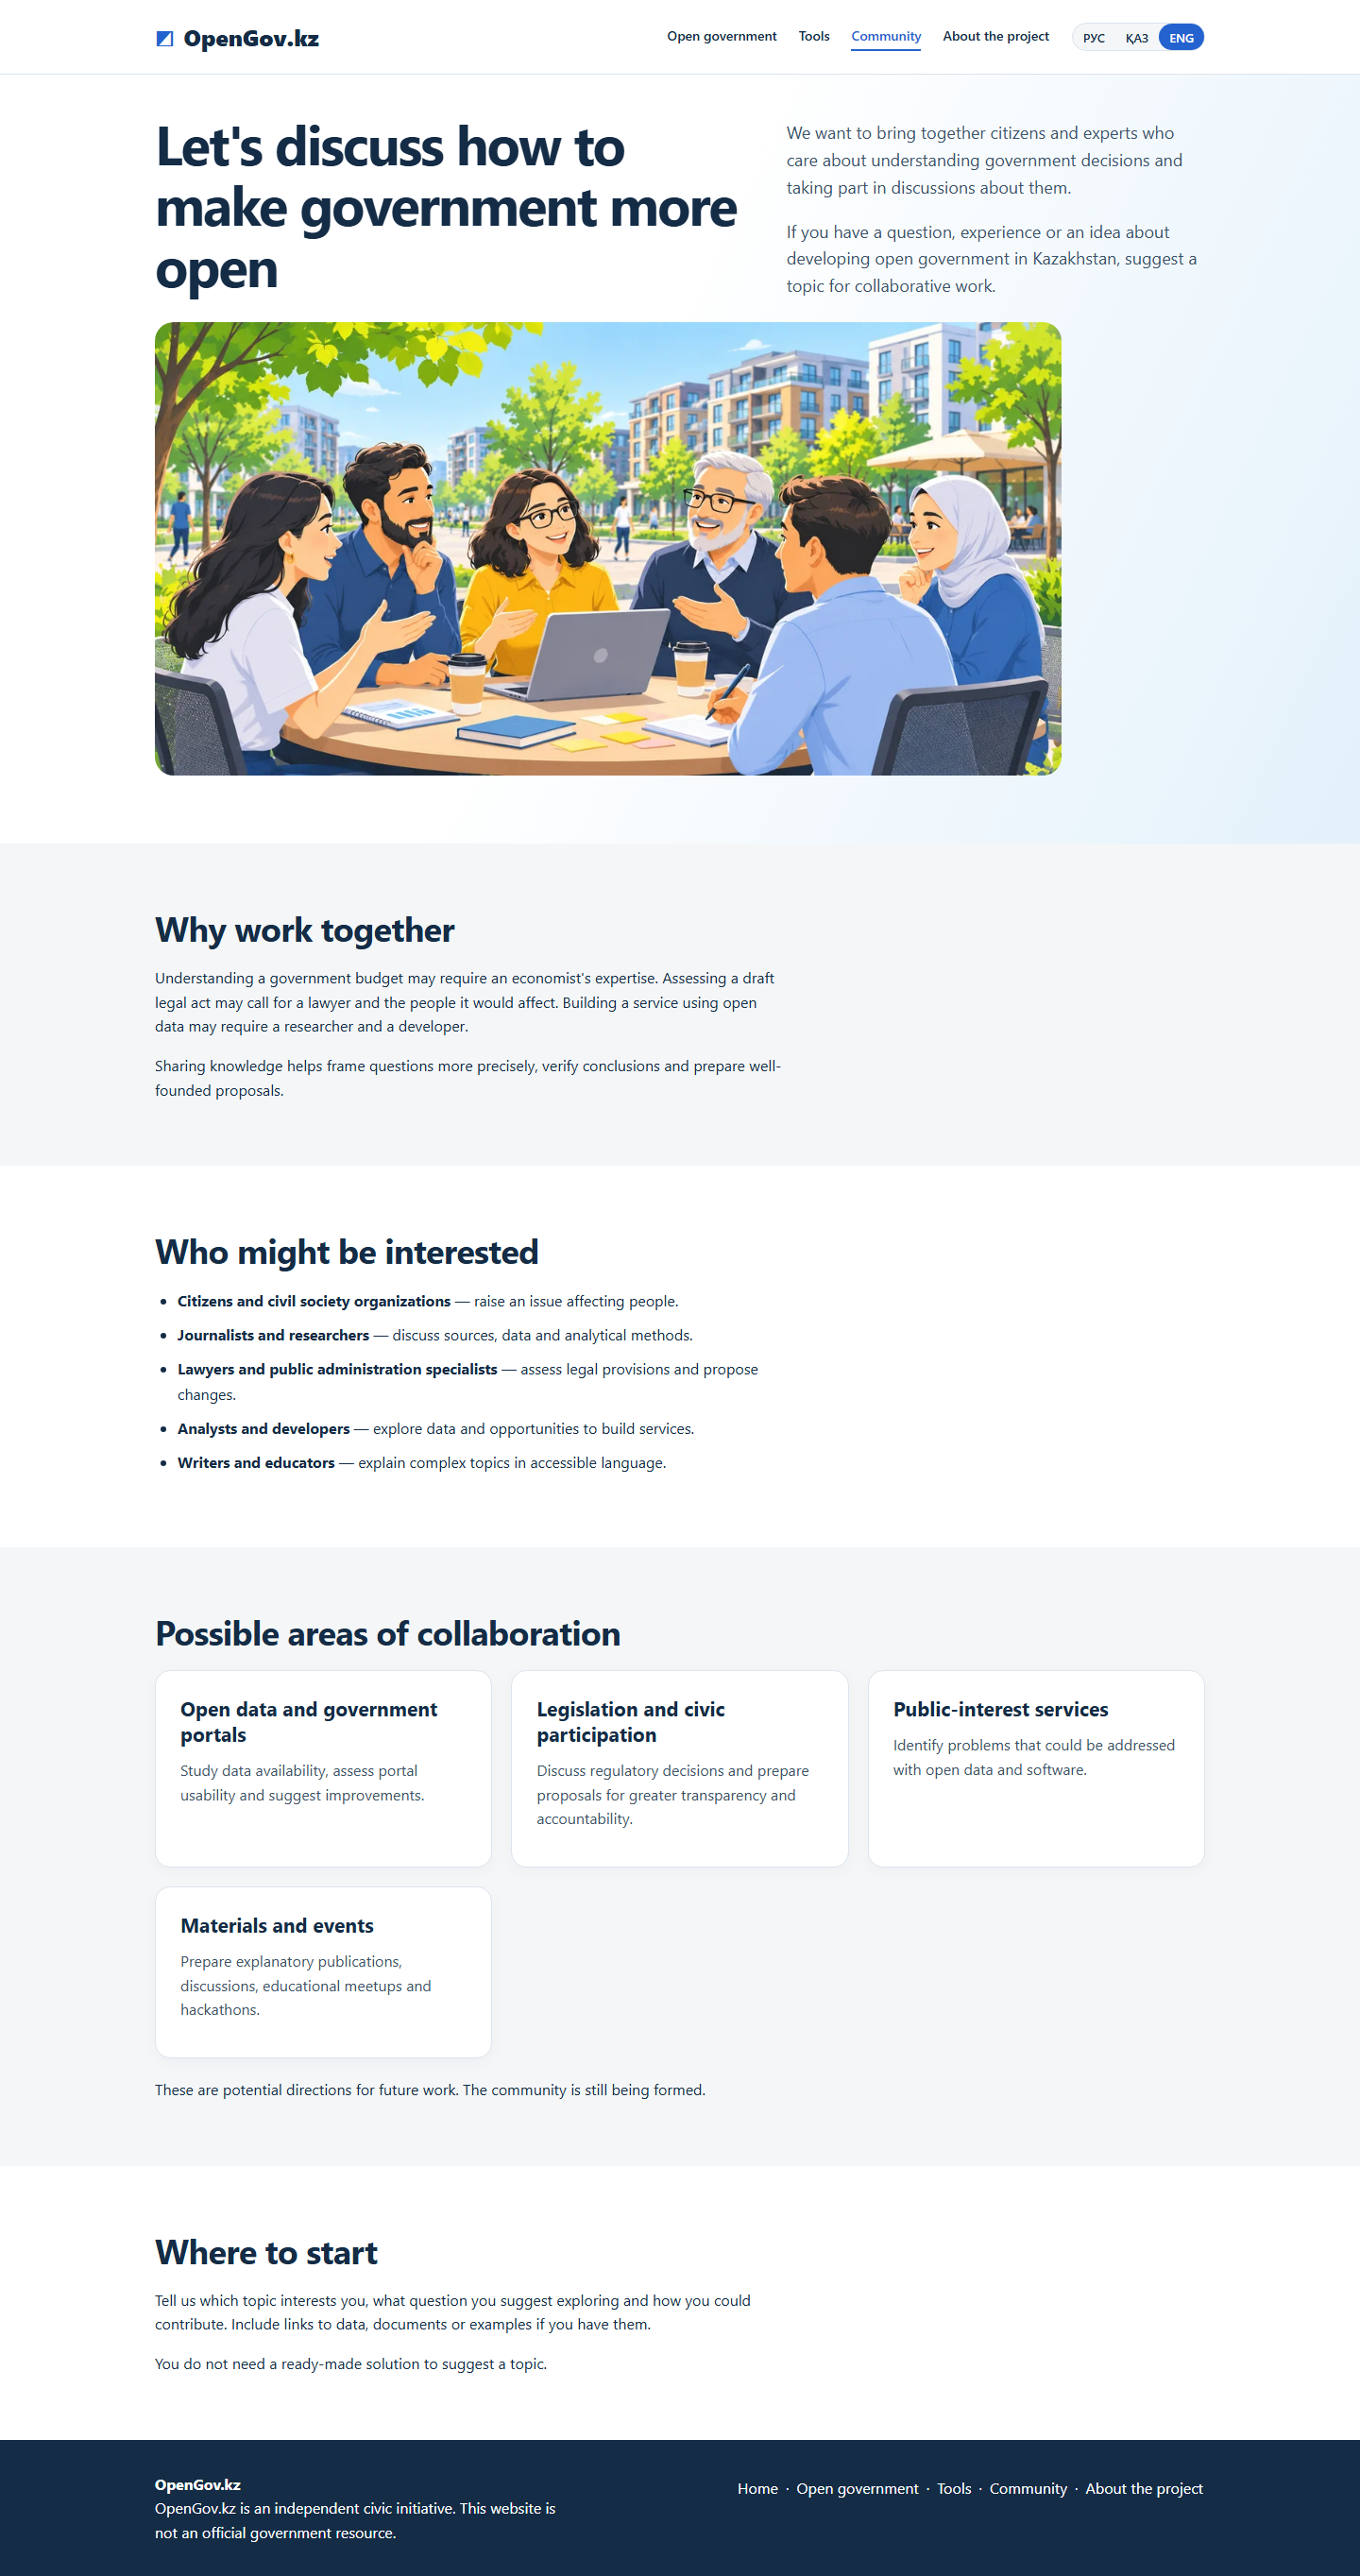 OpenGov.kz
Open government
Tools
Community
About the project
РУС
ҚАЗ
ENG
Let's discuss how to
make government more
open
We want to bring together citizens and experts who
care about understanding government decisions and
taking part in discussions about them.
If you have a question, experience or an idea about
developing open government in Kazakhstan, suggest a
topic for collaborative work.
Why work together
Understanding a government budget may require an economist's expertise. Assessing a draft
legal act may call for a lawyer and the people it would affect. Building a service using open
data may require a researcher and a developer.
Sharing knowledge helps frame questions more precisely, verify conclusions and prepare well-
founded proposals.
Who might be interested
• Citizens and civil society organizations — raise an issue affecting people.
• Journalists and researchers — discuss sources, data and analytical methods.
• Lawyers and public administration specialists — assess legal provisions and propose
changes.
• Analysts and developers — explore data and opportunities to build services.
• Writers and educators — explain complex topics in accessible language.
Possible areas of collaboration
Open data and government
portals
Study data availability, assess portal
usability and suggest improvements.
Legislation and civic
participation
Discuss regulatory decisions and prepare
proposals for greater transparency and
accountability.
Public-interest services
Identify problems that could be addressed
with open data and software.
Materials and events
Prepare explanatory publications,
discussions, educational meetups and
hackathons.
These are potential directions for future work. The community is still being formed.
Where to start
Tell us which topic interests you, what question you suggest exploring and how you could
contribute. Include links to data, documents or examples if you have them.
You do not need a ready-made solution to suggest a topic.
OpenGov.kz
OpenGov.kz is an independent civic initiative. This website is
not an official government resource.
Home · Open government · Tools · Community · About the project